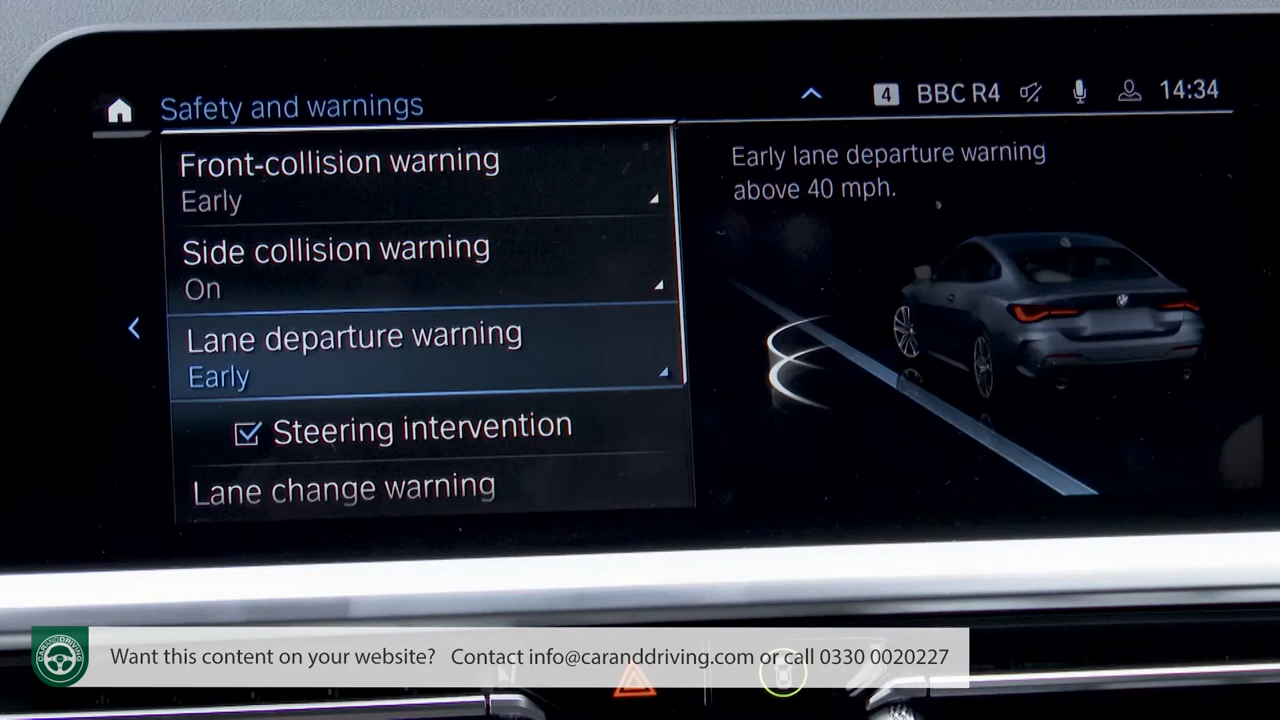 Safety and warnings
4 BBC R4 14:34
Front-collision warning
Early
Side collision warning
On
Lane departure warning
Early
Steering intervention
Lane change warning
Early lane departure warning
above 40 mph.
CARANDDRIVING
Want this content on your website? Contact info@caranddriving.com or call 0330 0020227